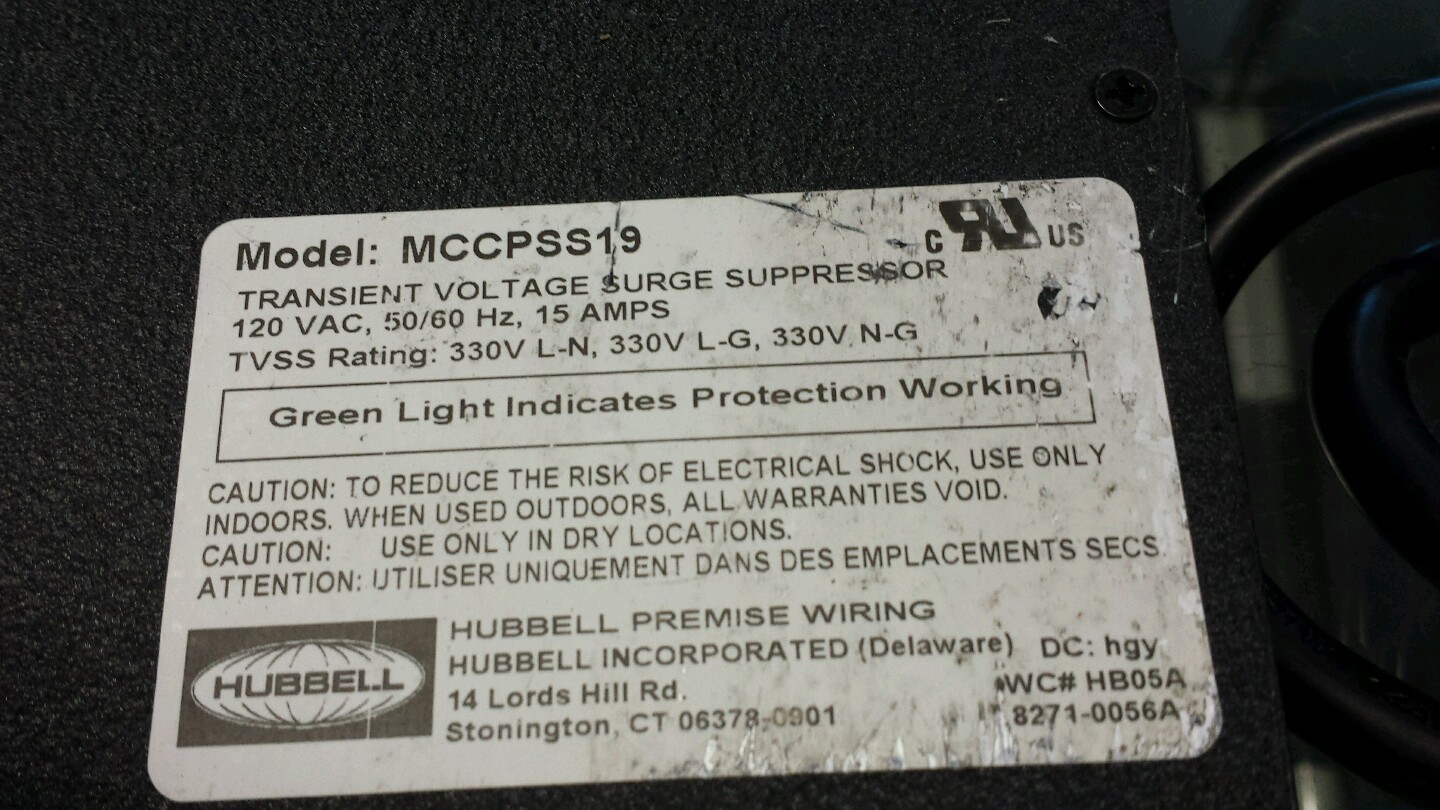 Model: MCCPSS19
C RU US
TRANSIENT VOLTAGE SURGE SUPPRESSOR
120 VAC, 50/60 Hz, 15 AMPS
TVSS Rating: 330V L-N, 330V L-G, 330V N-G
Green Light Indicates Protection Working
CAUTION: TO REDUCE THE RISK OF ELECTRICAL SHOCK, USE ONLY
INDOORS. WHEN USED OUTDOORS, ALL WARRANTIES VOID.
CAUTION: USE ONLY IN DRY LOCATIONS.
ATTENTION: UTILISER UNIQUEMENT DANS DES EMPLACEMENTS SECS.
HUBBELL
HUBBELL PREMISE WIRING
HUBBELL INCORPORATED (Delaware)
14 Lords Hill Rd.
Stonington, CT 06378-0901
DC: hgy
WC# HB05A
8271-0056A